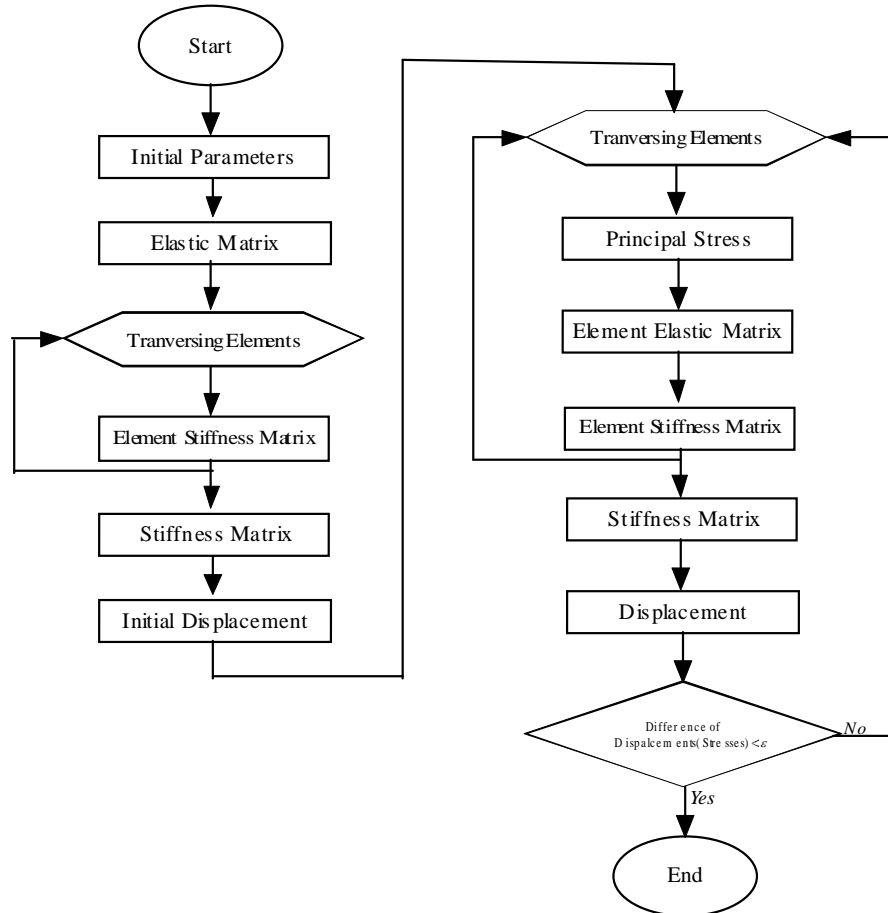 Start
Initial Parameters
Elastic Matrix
Tranversing Elements
Element Stiffness Matrix
Stiffness Matrix
Initial Displacement
Tranversing Elements
Principal Stress
Element Elastic Matrix
Element Stiffness Matrix
Stiffness Matrix
Displacement
Difference of
Dispalcements(Stresses)<ε
No
Yes
End